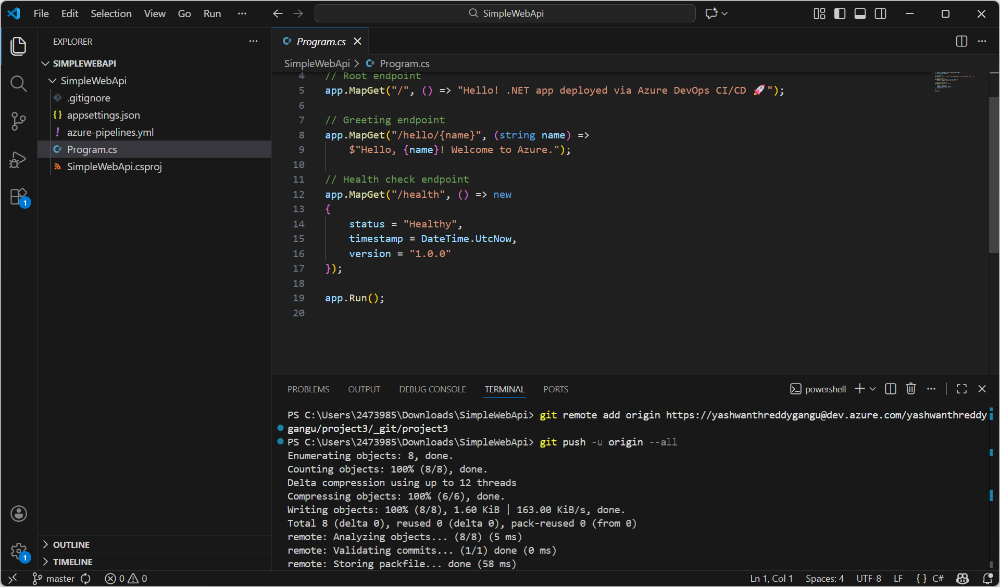 File Edit Selection View Go Run ···
SimpleWebApi
EXPLORER
SIMPLEWEBAPI
SimpleWebApi
.gitignore
{} appsettings.json
! azure-pipelines.yml
C# Program.cs
SimpleWebApi.csproj
1
OUTLINE
1
TIMELINE
C# Program.cs
SimpleWebApi > C# Program.cs
4 // Root endpoint
5 app.MapGet("/", () => "Hello! .NET app deployed via Azure DevOps CI/CD 🚀");
6
7 // Greeting endpoint
8 app.MapGet("/hello/{name}", (string name) =>
9 $"Hello, {name}! Welcome to Azure.");
10
11 // Health check endpoint
12 app.MapGet("/health", () => new
13 {
14 status = "Healthy",
15 timestamp = DateTime.UtcNow,
16 version = "1.0.0"
17 });
18
19 app.Run();
20
PROBLEMS OUTPUT DEBUG CONSOLE TERMINAL PORTS
powershell
PS C:\Users\2473985\Downloads\SimpleWebApi> git remote add origin https://yashwanthreddygangu@dev.azure.com/yashwanthreddy
gangu/project3/_git/project3
PS C:\Users\2473985\Downloads\SimpleWebApi> git push -u origin --all
Enumerating objects: 8, done.
Counting objects: 100% (8/8), done.
Delta compression using up to 12 threads
Compressing objects: 100% (6/6), done.
Writing objects: 100% (8/8), 1.60 KiB | 163.00 KiB/s, done.
Total 8 (delta 0), reused 0 (delta 0), pack-reused 0 (from 0)
remote: Analyzing objects... (8/8) (5 ms)
remote: Validating commits... (1/1) done (0 ms)
remote: Storing packfile... done (58 ms)
master 0 0 Ln 1, Col 1 Spaces: 4 UTF-8 LF {} C#